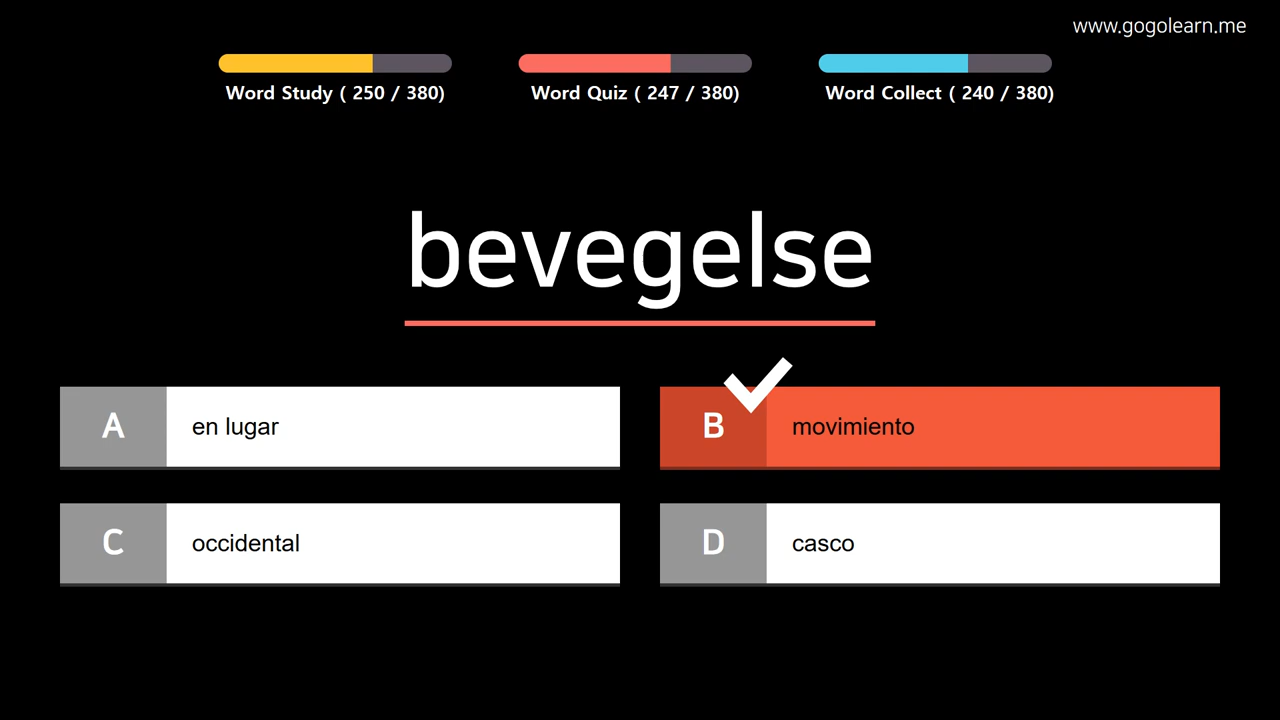 www.gogolearn.me
Word Study ( 250 / 380)
Word Quiz ( 247 / 380)
Word Collect ( 240 / 380)
bevegelse
A en lugar
B movimiento
C occidental
D casco